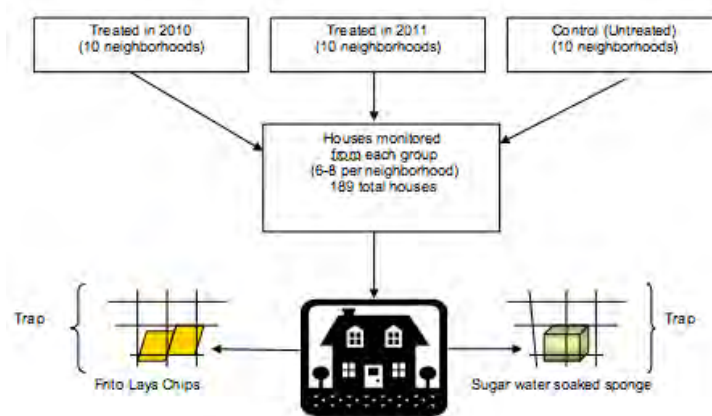 Treated in 2010
(10 neighborhoods)
Treated in 2011
(10 neighborhoods)
Control (Untreated)
(10 neighborhoods)
Houses monitored
from each group
(6-8 per neighborhood)
189 total houses
Trap
Trap
Frito Lays Chips
Sugar water soaked sponge